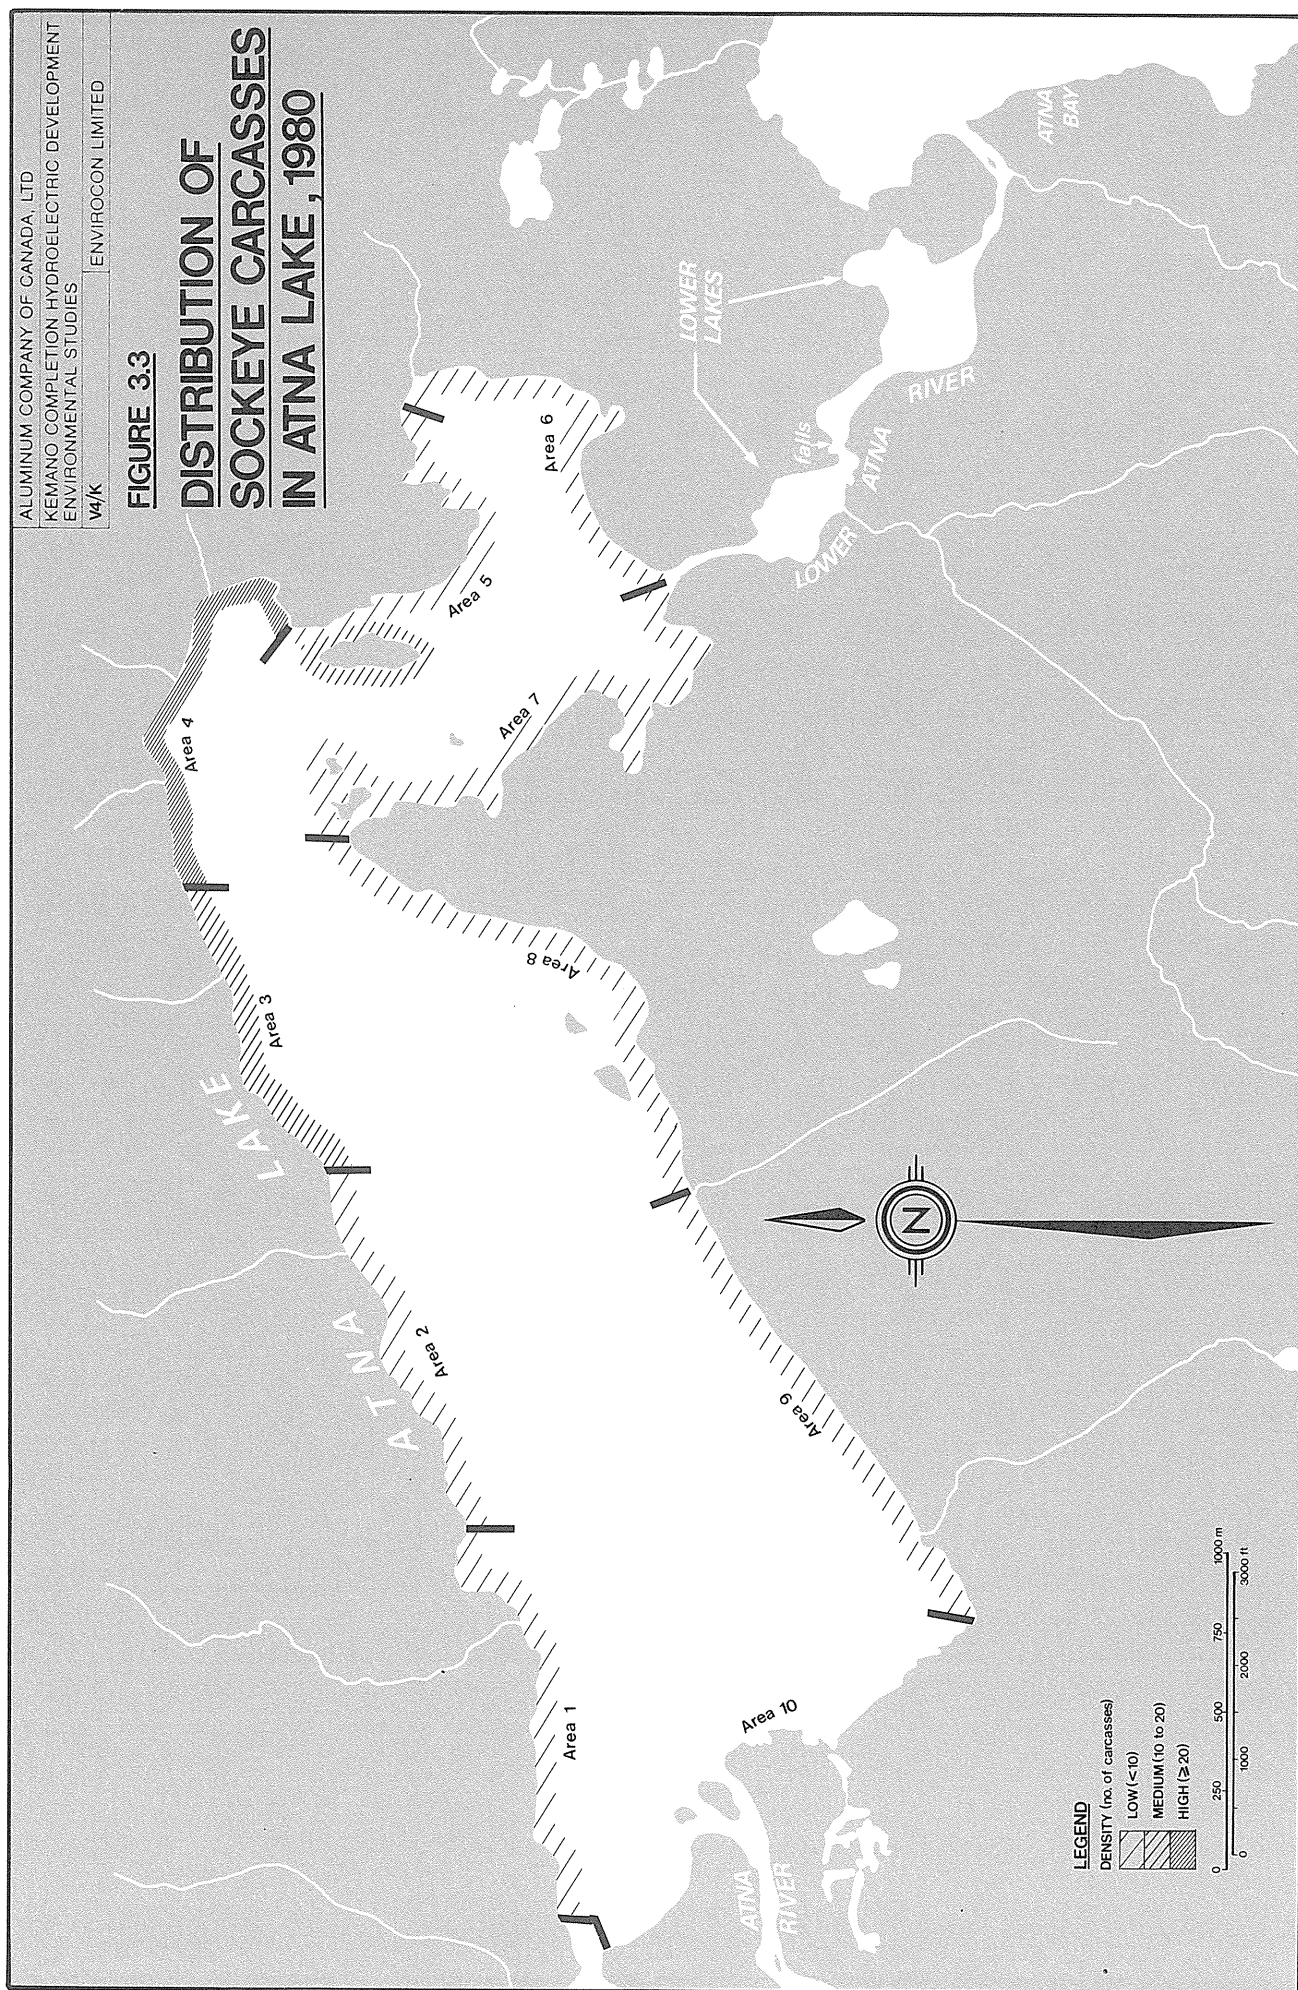 ALUMINUM COMPANY OF CANADA, LTD
KEMANO COMPLETION HYDROELECTRIC DEVELOPMENT
ENVIRONMENTAL STUDIES
V4/K
ENVIROCON LIMITED
FIGURE 3.3
DISTRIBUTION OF
SOCKEYE CARCASSES
IN ATNA LAKE, 1980
ATNA LAKE
Area 1
Area 2
Area 3
Area 4
Area 5
Area 6
Area 7
Area 8
Area 9
Area 10
ATNA
RIVER
LOWER
LAKES
falls
LOWER ATNA RIVER
ATNA
BAY
N
LEGEND
DENSITY (no. of carcasses)
LOW (<10)
MEDIUM (10 to 20)
HIGH (≥20)
0 250 500 750 1000 m
0 1000 2000 3000 ft